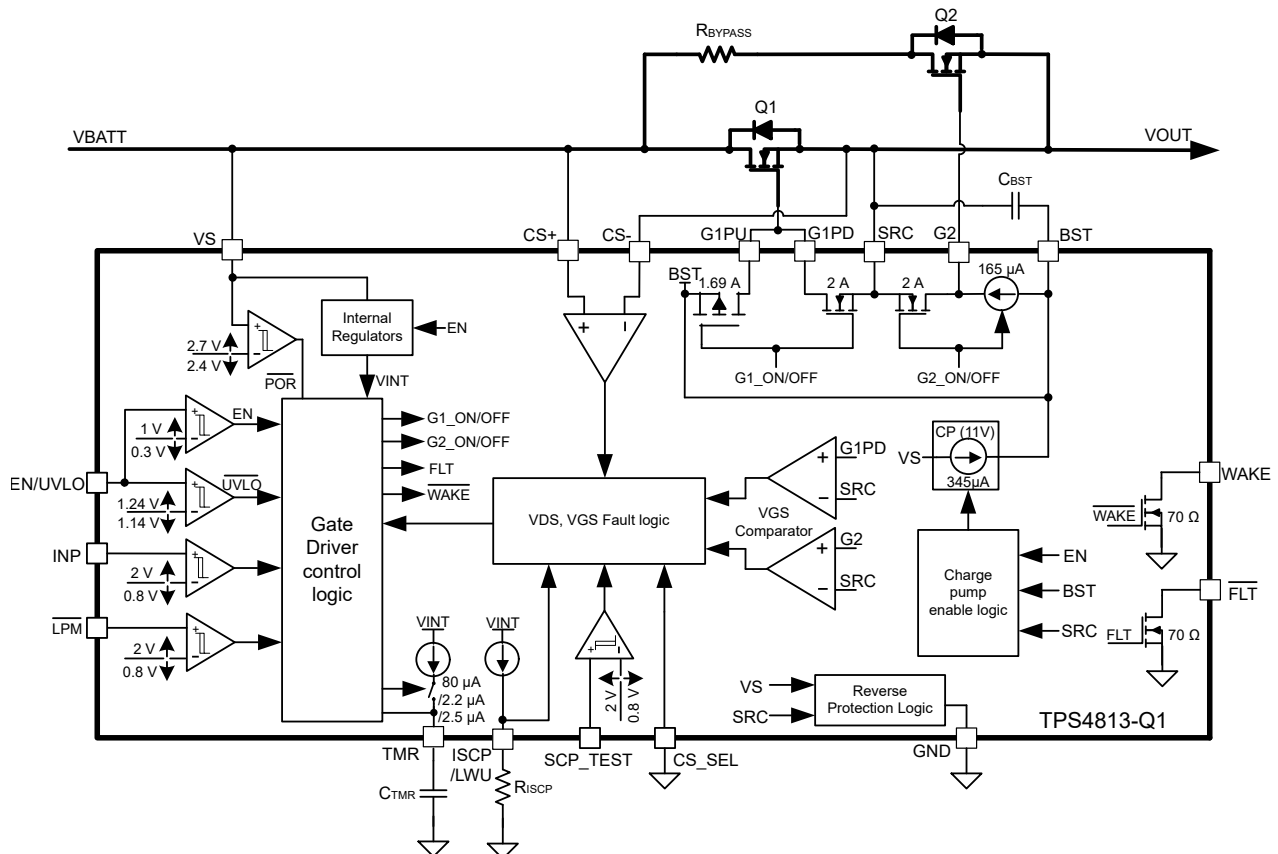 Q2
RBYPASS
Q1
VBATT
VOUT
CBST
VS
CS+
CS-
G1PU
G1PD
SRC
G2
BST
BST
1.69 A
2 A
2 A
165 µA
Internal
Regulators
EN
2.7 V
2.4 V
POR
VINT
G1_ON/OFF
G2_ON/OFF
EN
1 V
0.3 V
G1_ON/OFF
G2_ON/OFF
FLT
WAKE
CP (11V)
VS
345µA
EN/UVLO
UVLO
1.24 V
1.14 V
G1PD
SRC
WAKE
WAKE
70 Ω
Gate
Driver
control
logic
VDS, VGS Fault logic
VGS
Comparator
G2
SRC
INP
2 V
0.8 V
Charge
pump
enable logic
EN
BST
SRC
FLT
FLT
70 Ω
LPM
2 V
0.8 V
VINT
VINT
80 µA
/2.2 µA
/2.5 µA
2 V
0.8 V
VS
SRC
Reverse
Protection Logic
TPS4813-Q1
TMR
ISCP
/LWU
SCP_TEST
CS_SEL
GND
CTMR
RISCP